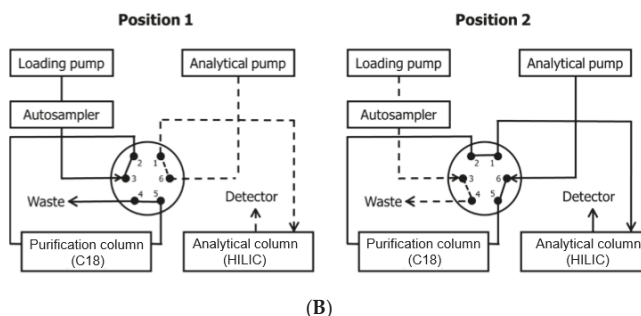 Position 1
Position 2
Loading pump
Analytical pump
Loading pump
Analytical pump
Autosampler
Autosampler
2 1
3 6
4 5
2 1
3 6
4 5
Waste
Detector
Waste
Detector
Purification column
(C18)
Analytical column
(HILIC)
Purification column
(C18)
Analytical column
(HILIC)
(B)